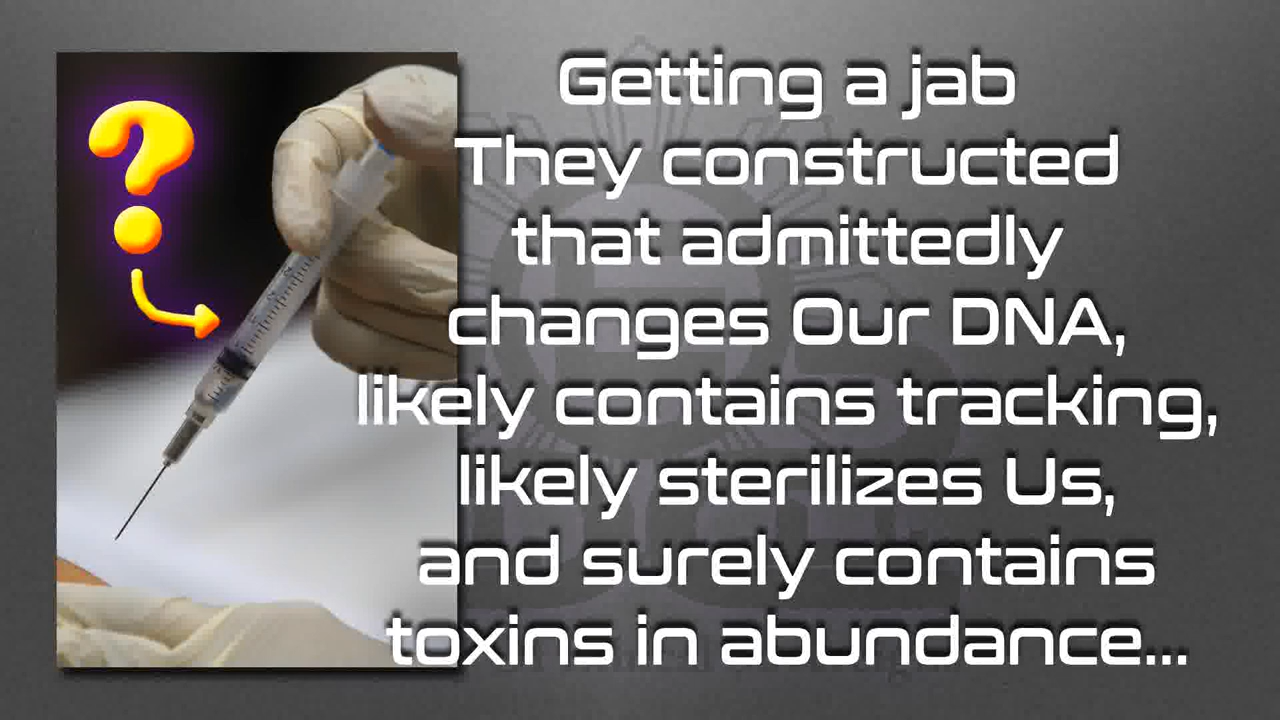 Getting a jab
They constructed
that admittedly
changes Our DNA,
likely contains tracking,
likely sterilizes Us,
and surely contains
toxins in abundance...